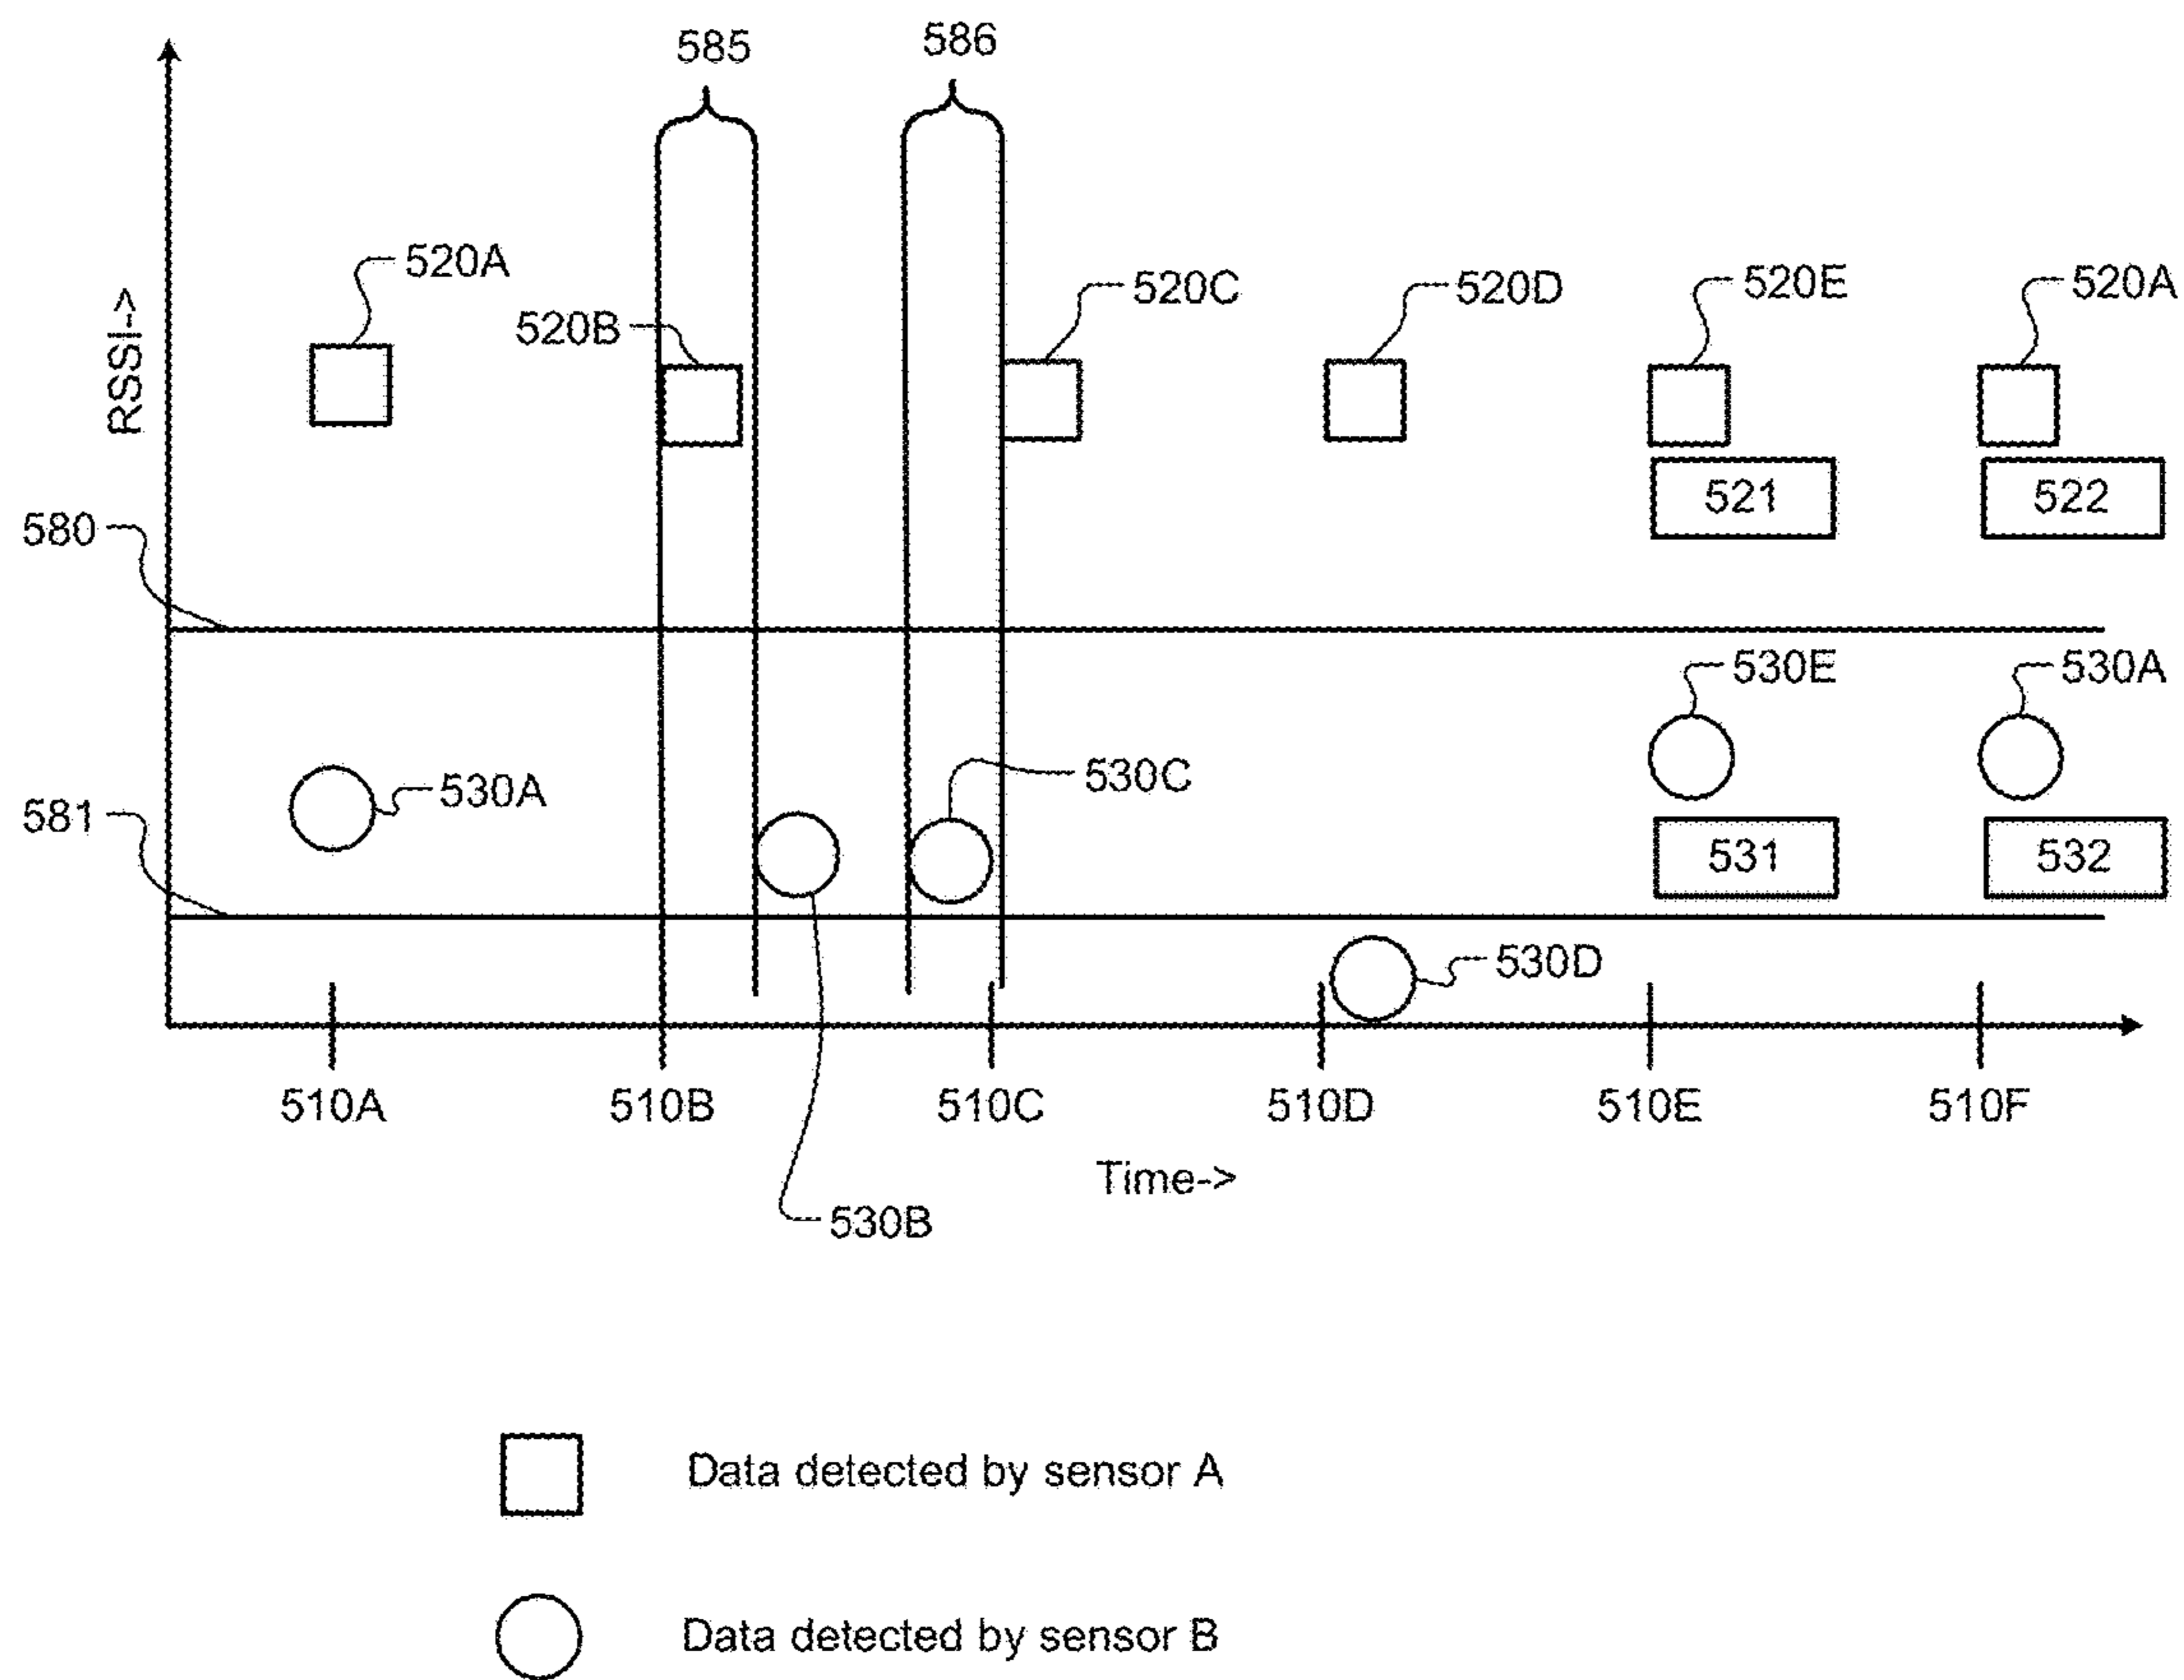 585
586
520A
520B
520C
520D
520E
520A
RSSI->
521
522
580
530E
530A
530A
530C
581
531
532
530D
510A
510B
510C
510D
510E
510F
Time->
530B
Data detected by sensor A
Data detected by sensor B